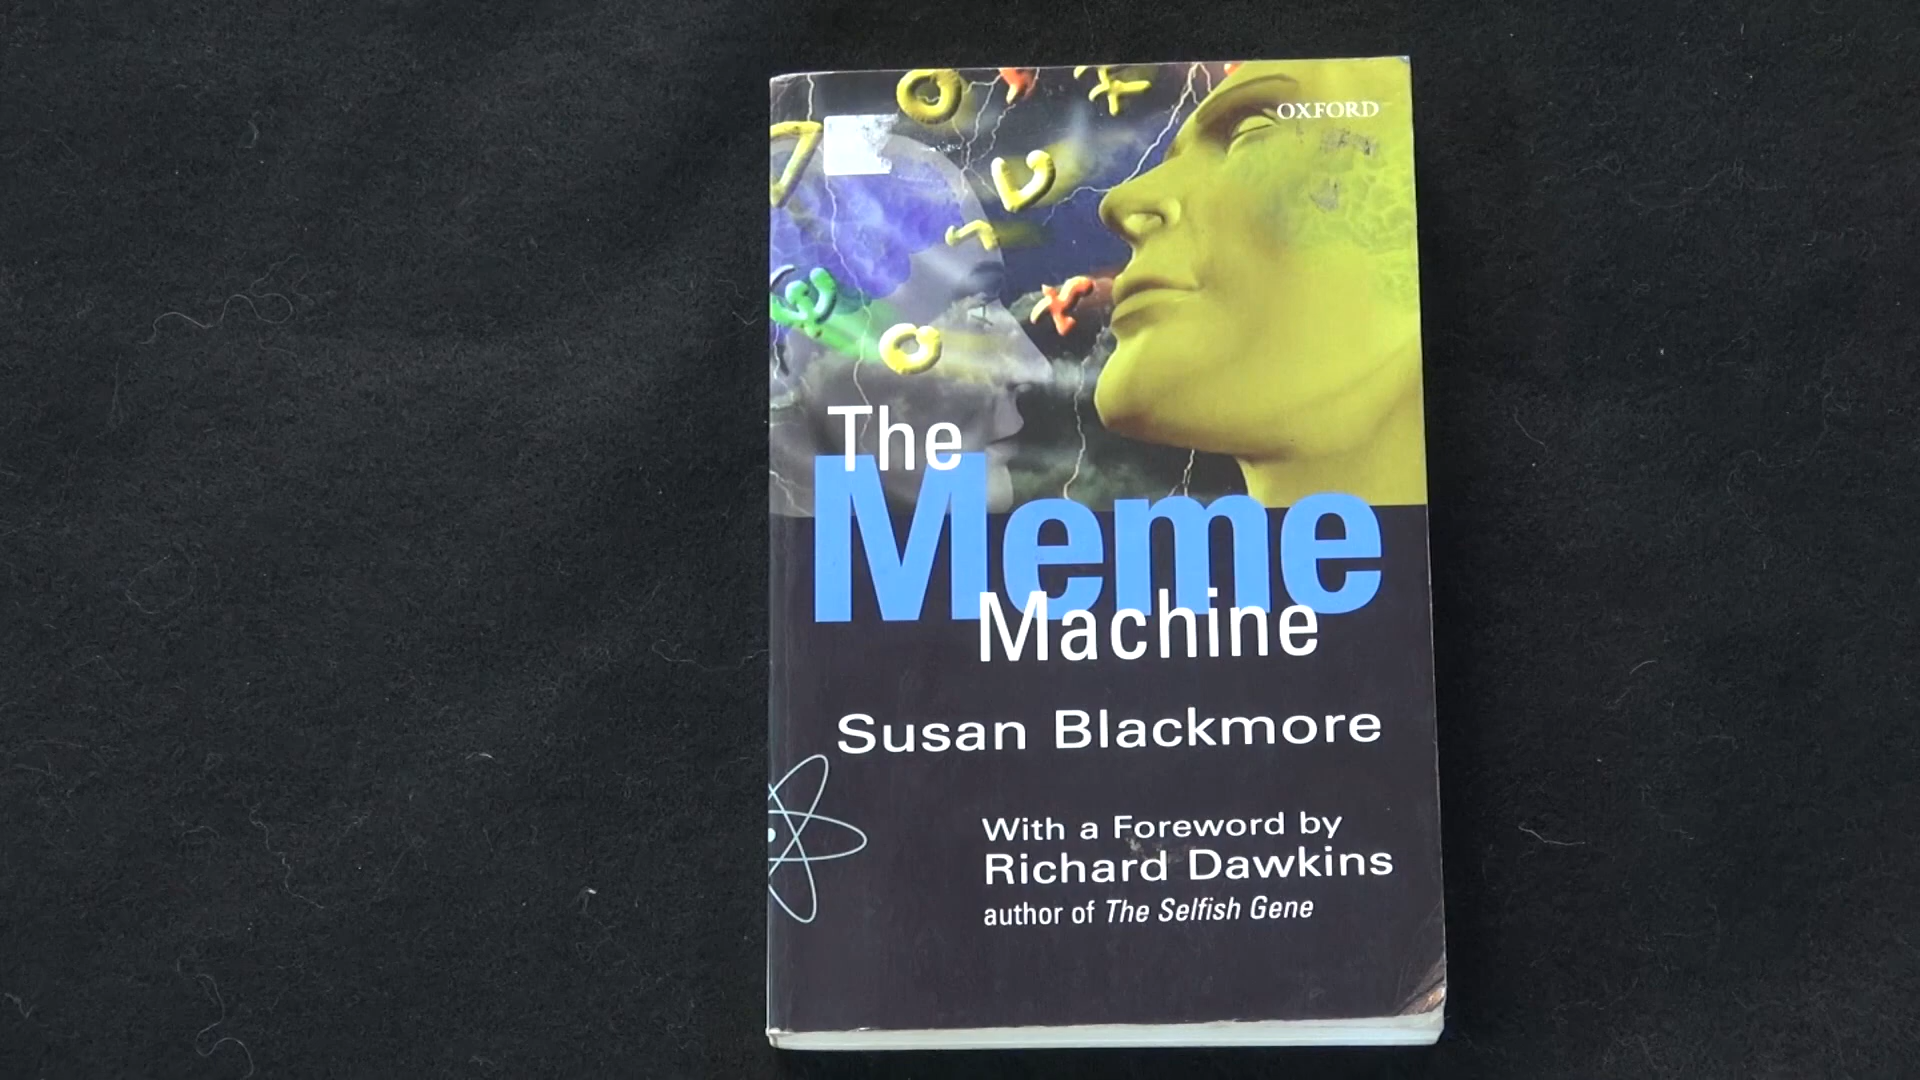 OXFORD
The
Meme
Machine
Susan Blackmore
With a Foreword by
Richard Dawkins
author of The Selfish Gene